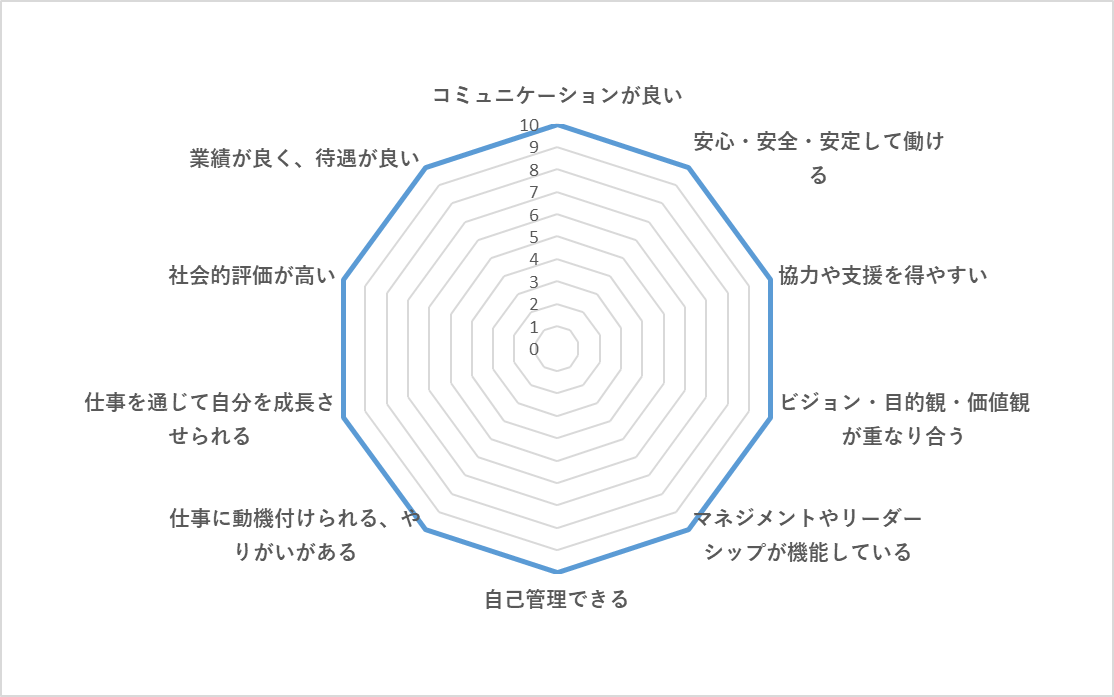 コミュニケーションが良い
安心・安全・安定して働け
る
協力や支援を得やすい
ビジョン・目的観・価値観
が重なり合う
マネジメントやリーダー
シップが機能している
自己管理できる
仕事に動機付けられる、や
りがいがある
仕事を通じて自分を成長さ
せられる
社会的評価が高い
業績が良く、待遇が良い
10
9
8
7
6
5
4
3
2
1
0